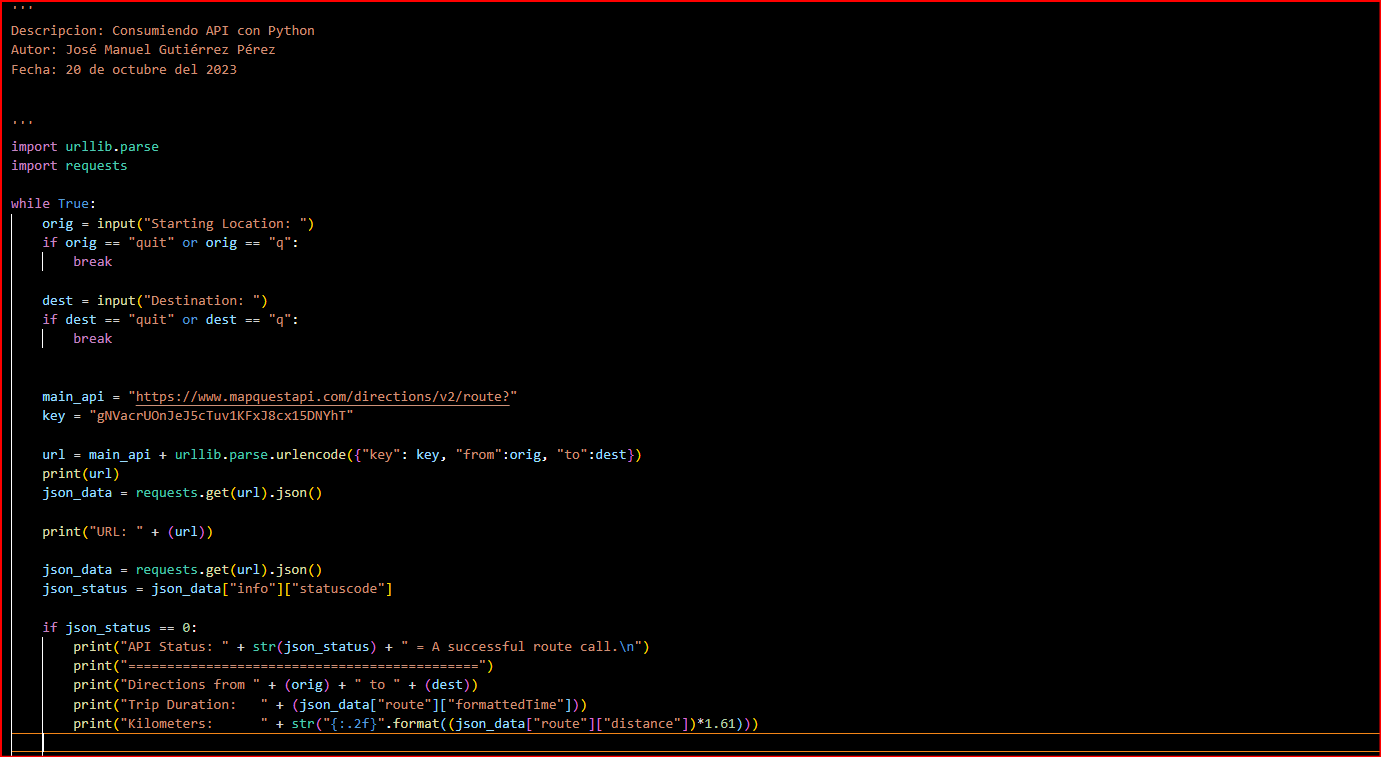 '''
Descripcion: Consumiendo API con Python
Autor: José Manuel Gutiérrez Pérez
Fecha: 20 de octubre del 2023
'''
import urllib.parse
import requests
while True:
    orig = input("Starting Location: ")
    if orig == "quit" or orig == "q":
        break
    dest = input("Destination: ")
    if dest == "quit" or dest == "q":
        break
    main_api = "https://www.mapquestapi.com/directions/v2/route?"
    key = "gNVacrUOnJeJ5cTuv1KFxJ8cx15DNYhT"
    url = main_api + urllib.parse.urlencode({"key": key, "from":orig, "to":dest})
    print(url)
    json_data = requests.get(url).json()
    print("URL: " + (url))
    json_data = requests.get(url).json()
    json_status = json_data["info"]["statuscode"]
    if json_status == 0:
        print("API Status: " + str(json_status) + " = A successful route call.\n")
        print("=============================================")
        print("Directions from " + (orig) + " to " + (dest))
        print("Trip Duration:   " + (json_data["route"]["formattedTime"]))
        print("Kilometers:      " + str("{:.2f}".format((json_data["route"]["distance"])*1.61)))